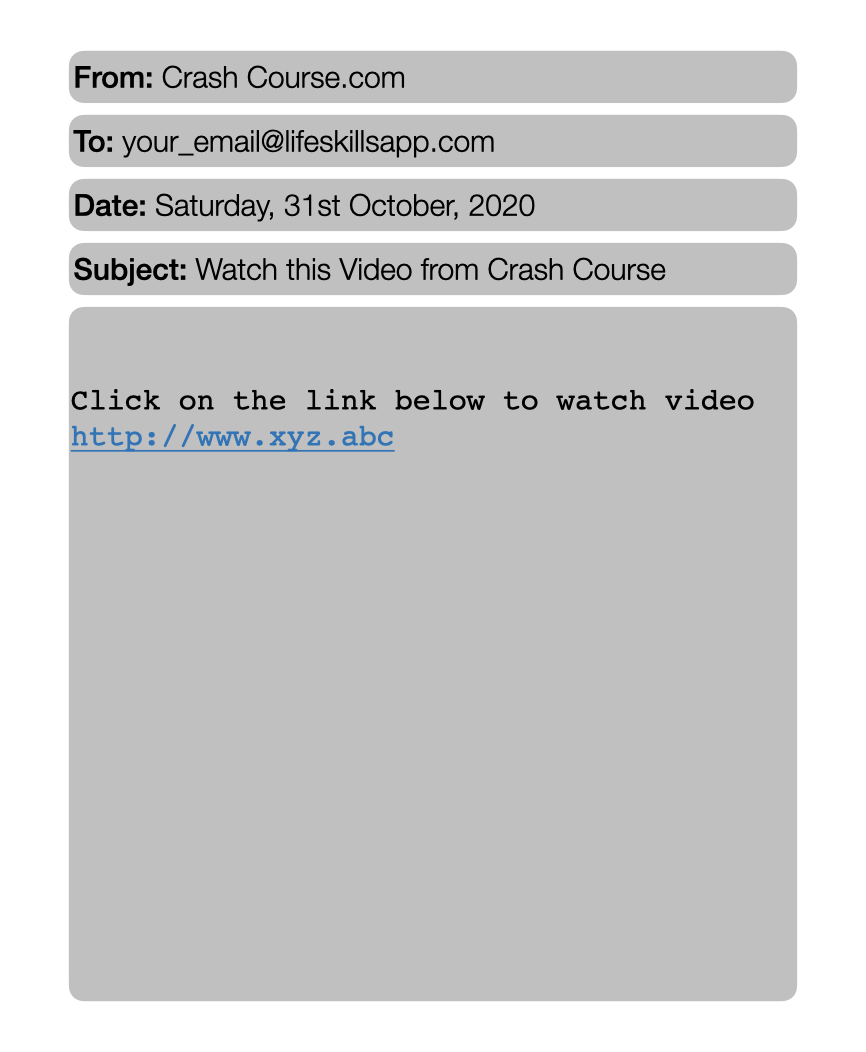 From: Crash Course.com
To: your_email@lifeskillsapp.com
Date: Saturday, 31st October, 2020
Subject: Watch this Video from Crash Course
Click on the link below to watch video
http://www.xyz.abc